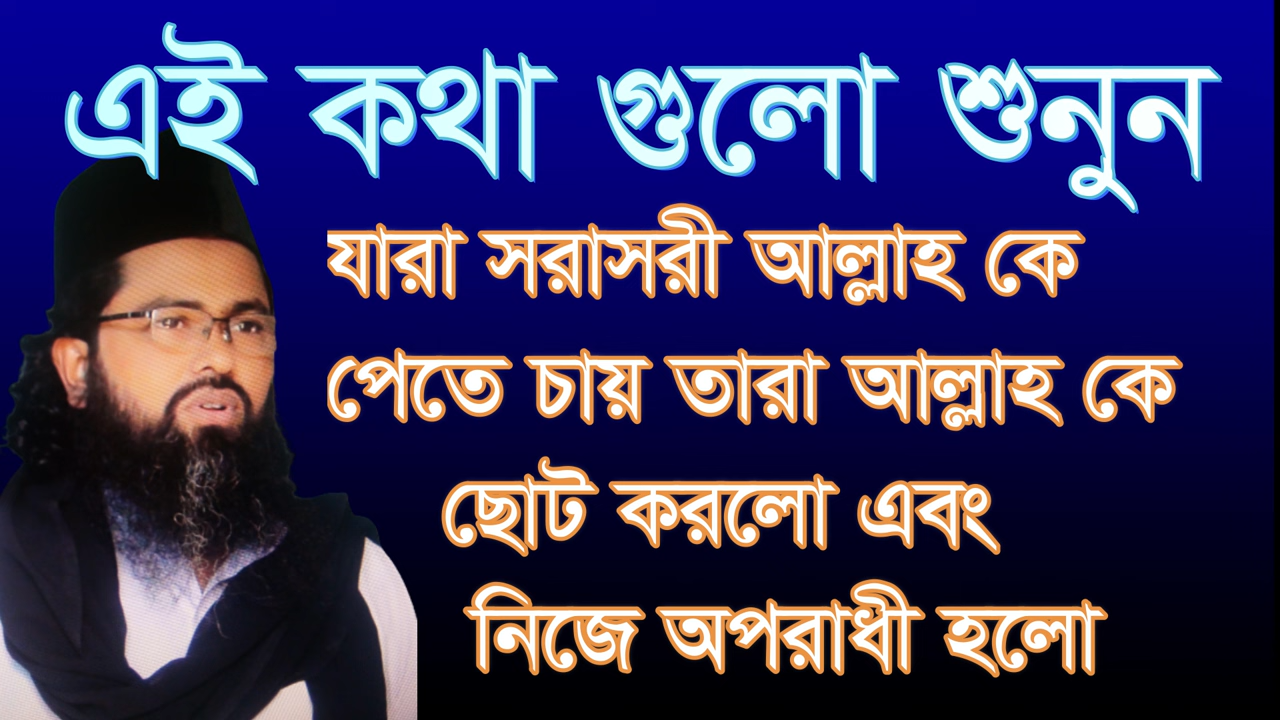 এই কথা গুলো শুনুন
যারা সরাসরী আল্লাহ কে
পেতে চায় তারা আল্লাহ কে
ছোট করলো এবং
নিজে অপরাধী হলো